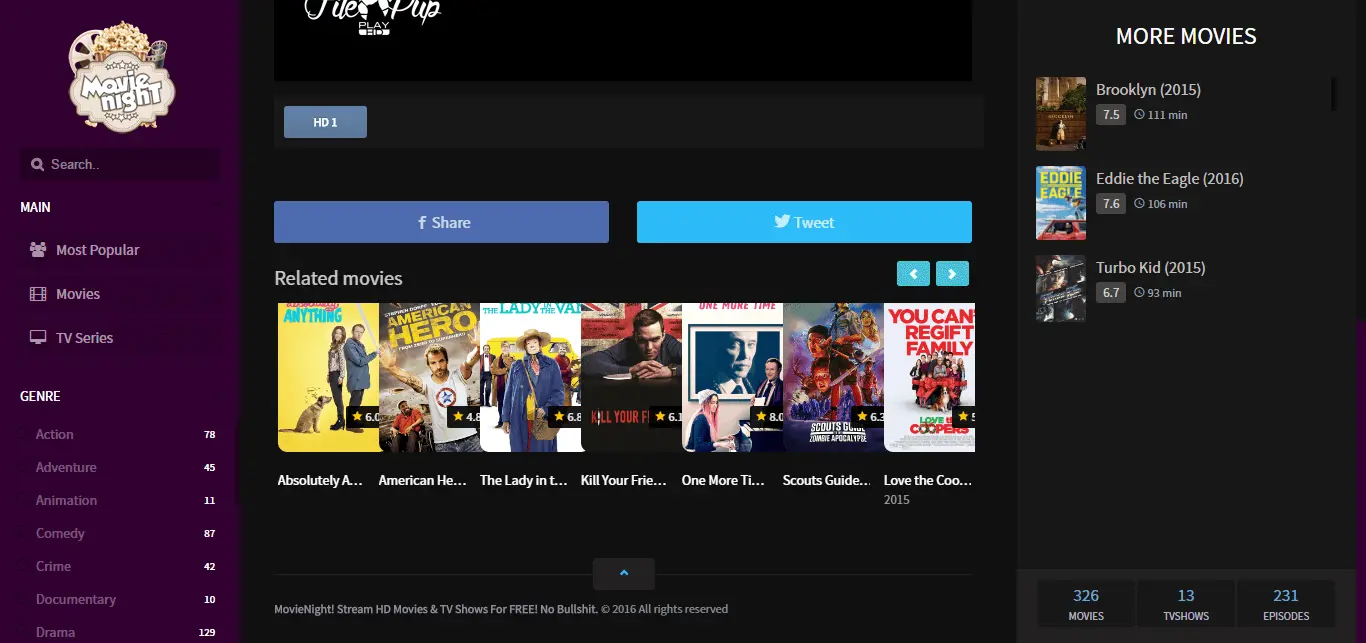 Movie
night
Search..
MAIN
Most Popular
Movies
TV Series
GENRE
Action 78
Adventure 45
Animation 11
Comedy 87
Crime 42
Documentary 10
Drama 129
FilePup
PLAY
HD
HD 1
Share
Tweet
Related movies
ANYTHING
6.0
Absolutely A...
AMERICAN
HERO
4.8
American He...
THE LADY IN THE VAN
6.8
The Lady in t...
KILL YOUR F
6.1
Kill Your Frie...
ONE MORE TIME
8.0
One More Ti...
SCOUTS GUIDE
ZOMBIE APOCALYPSE
6.3
Scouts Guide...
YOU CAN'
REGIFT
FAMILY
LOVE the
COOPERS
5
Love the Coo...
2015
MovieNight! Stream HD Movies & TV Shows For FREE! No Bullshit. © 2016 All rights reserved
MORE MOVIES
BROOKLYN
Brooklyn (2015)
7.5 111 min
EDDIE
EAGLE
Eddie the Eagle (2016)
7.6 106 min
Turbo Kid (2015)
6.7 93 min
326
MOVIES
13
TVSHOWS
231
EPISODES